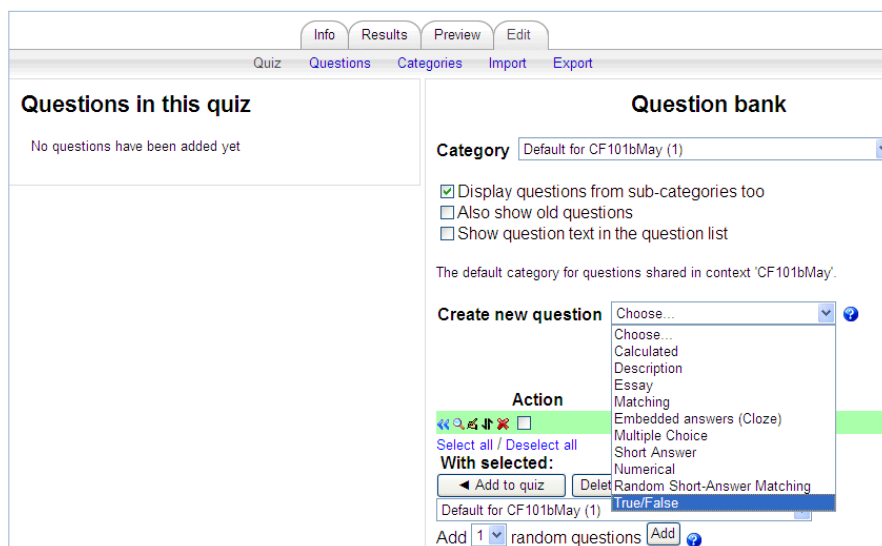 Info Results Preview Edit
Quiz Questions Categories Import Export
Questions in this quiz
No questions have been added yet
Question bank
Category Default for CF101bMay (1)
Display questions from sub-categories too
Also show old questions
Show question text in the question list
The default category for questions shared in context 'CF101bMay'.
Create new question Choose...
Choose...
Calculated
Description
Essay
Matching
Embedded answers (Cloze)
Multiple Choice
Short Answer
Numerical
Random Short-Answer Matching
True/False
Action
Select all / Deselect all
With selected:
◄ Add to quiz Delet
Default for CF101bMay (1)
Add 1 random questions Add